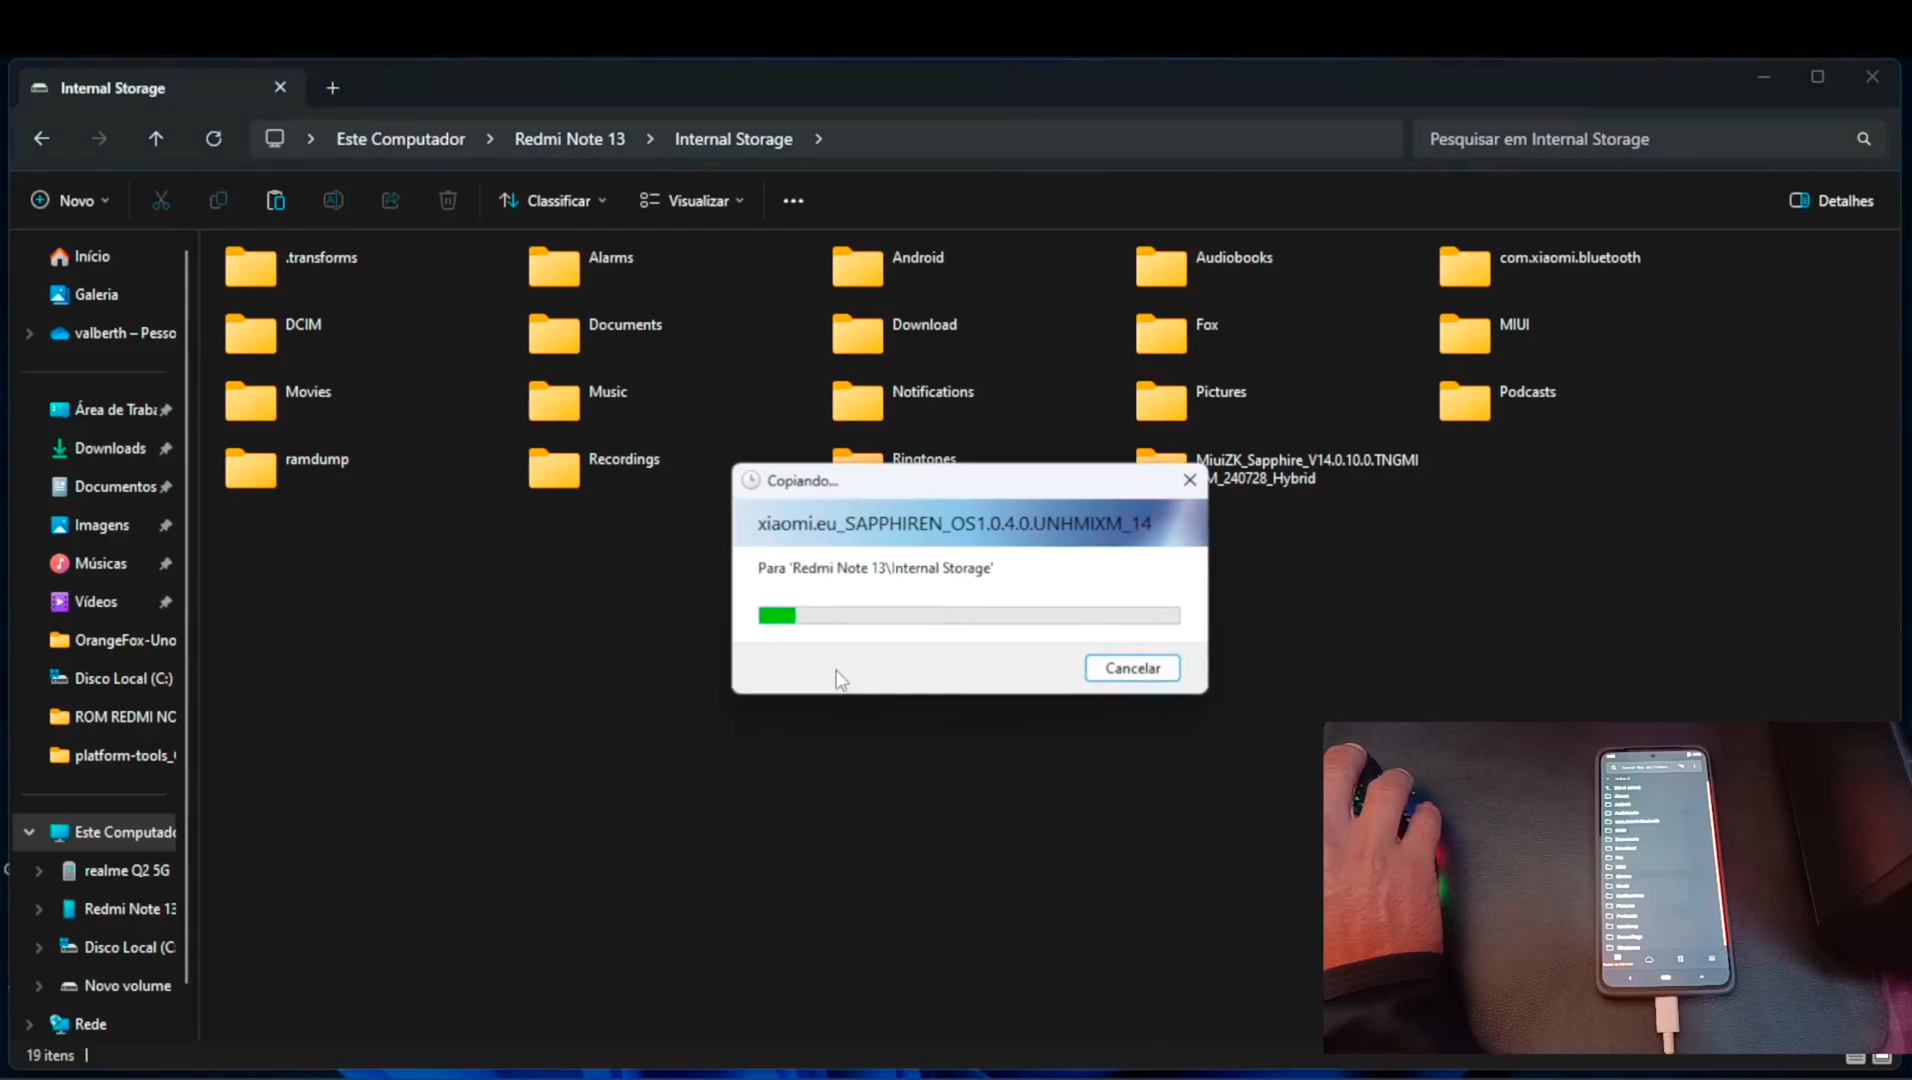 Internal Storage
Este Computador
Redmi Note 13
Internal Storage
Pesquisar em Internal Storage
Novo
Classificar
Visualizar
Detalhes
Início
Galeria
valberth – Pesso
Área de Traba
Downloads
Documentos
Imagens
Músicas
Vídeos
OrangeFox-Uno
Disco Local (C:)
ROM REDMI NO
platform-tools_
Este Computado
realme Q2 5G
Redmi Note 13
Disco Local (C:
Novo volume
Rede
.transforms
Alarms
Android
Audiobooks
com.xiaomi.bluetooth
DCIM
Documents
Download
Fox
MIUI
Movies
Music
Notifications
Pictures
Podcasts
ramdump
Recordings
Ringtones
MiuiZK_Sapphire_V14.0.10.0.TNGMI
M_240728_Hybrid
Copiando...
xiaomi.eu_SAPPHIREN_OS1.0.4.0.UNHMIXM_14
Para 'Redmi Note 13\Internal Storage'
Cancelar
19 itens